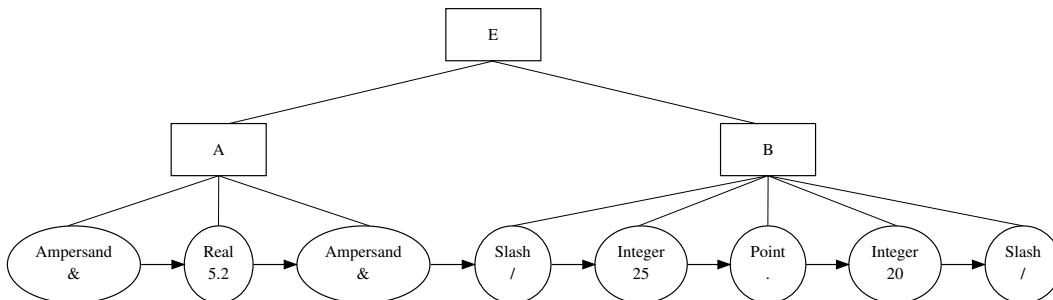 E
A
B
Ampersand
&
Real
5.2
Ampersand
&
Slash
/
Integer
25
Point
.
Integer
20
Slash
/